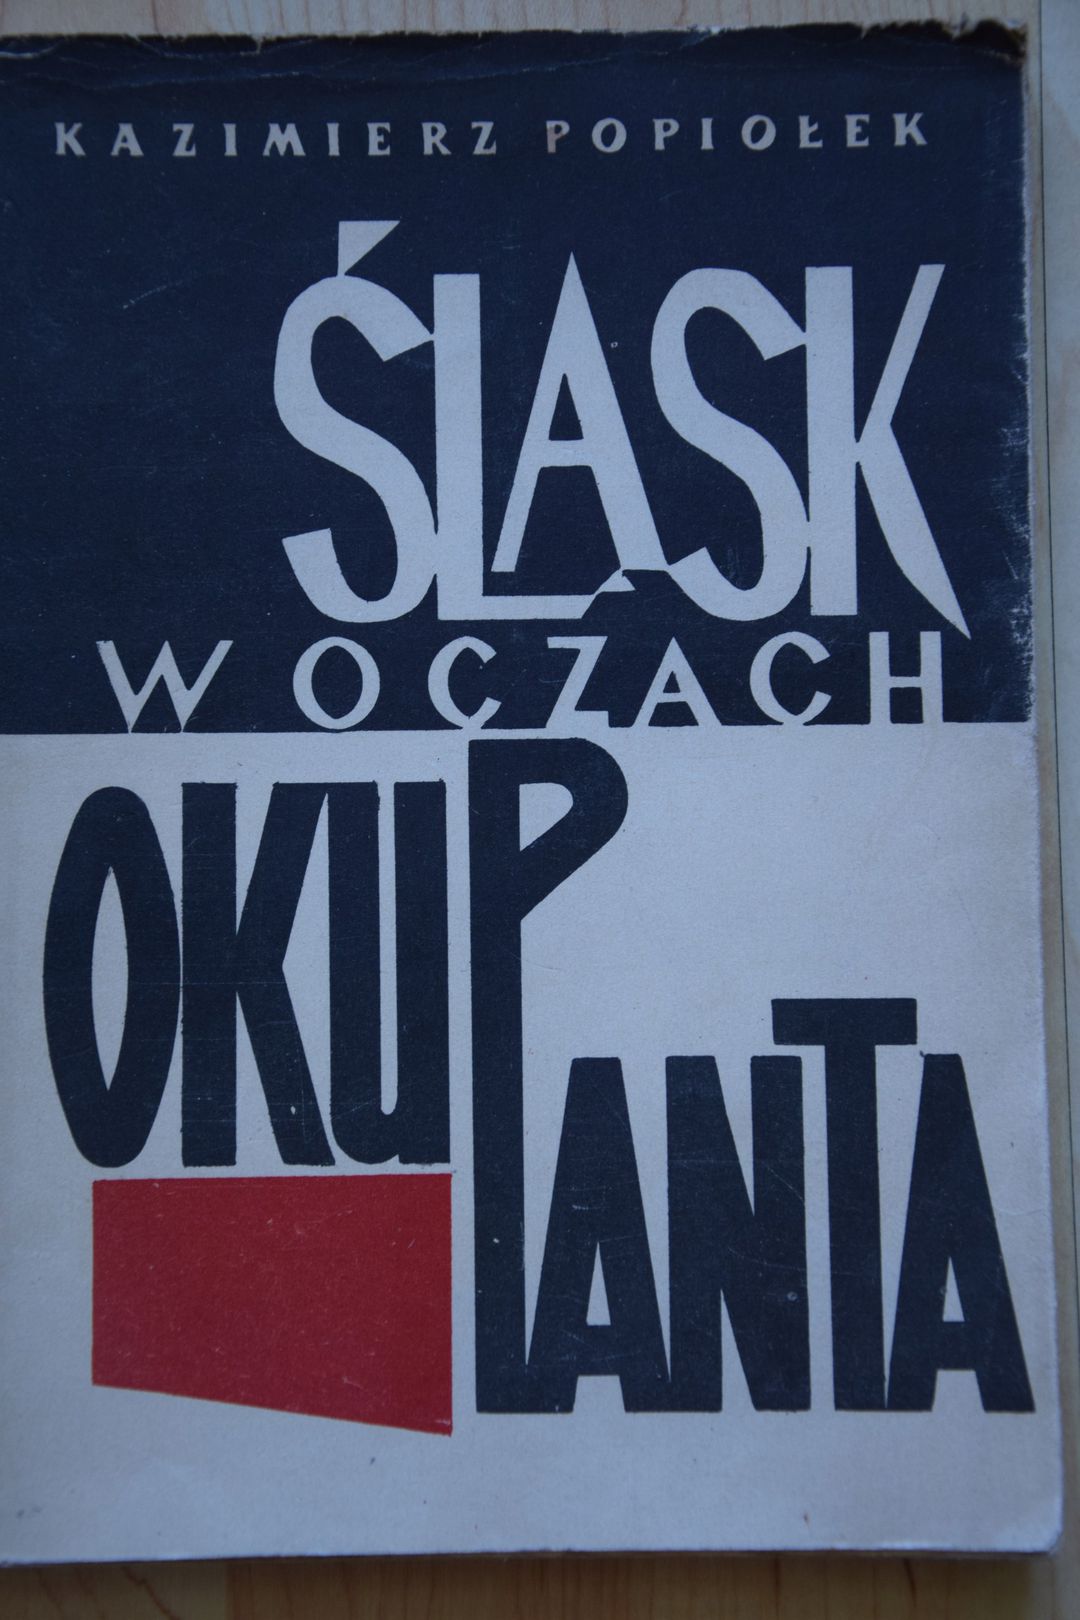 KAZIMIERZ POPIOŁEK
ŚLĄSK
W OCZACH
OKUPANTA